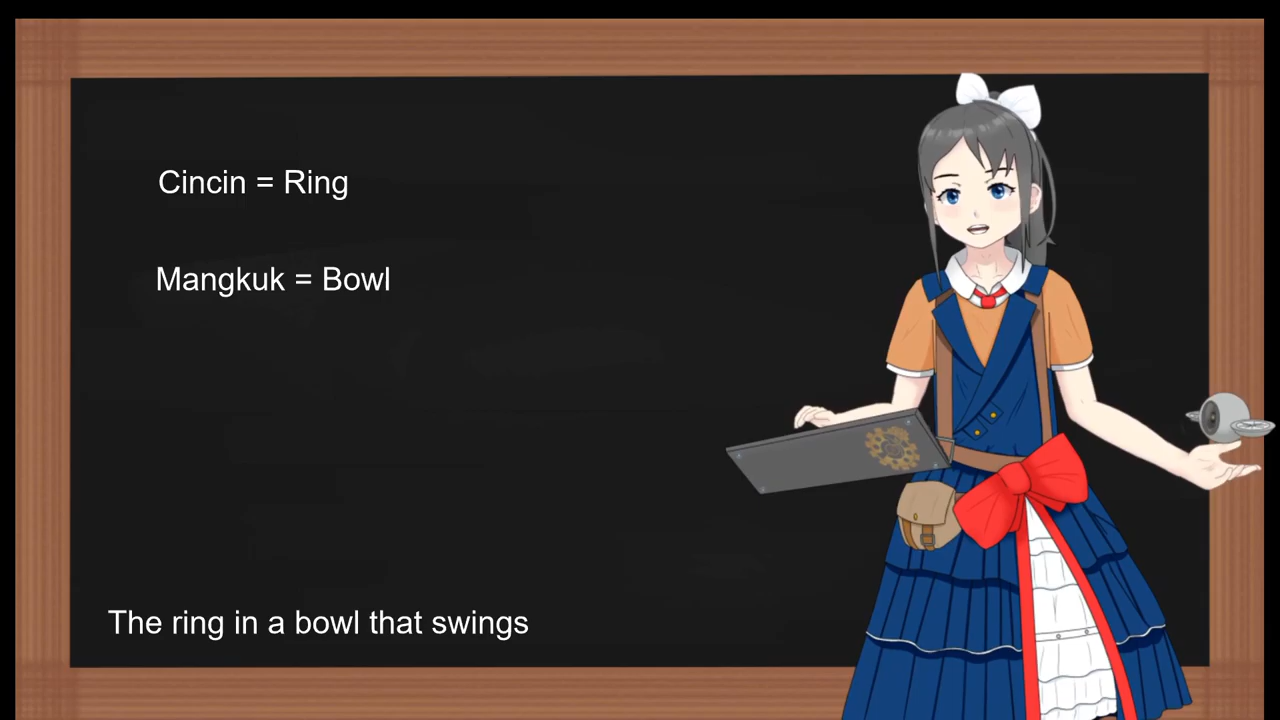 Cincin = Ring
Mangkuk = Bowl
The ring in a bowl that swings